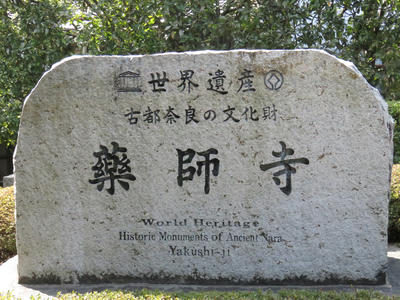 世界遺産
古都奈良の文化財
藥師寺
World Heritage
Historic Monuments of Ancient Nara
Yakushi-ji